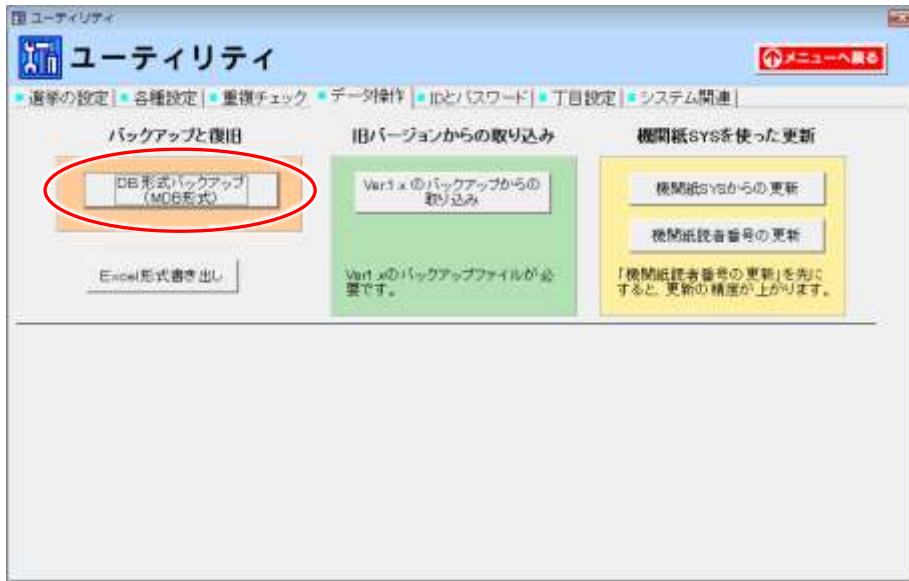 ユーティリティ
ユーティリティ
メニューへ戻る
選挙の設定 各種設定 重複チェック データ操作 IDとパスワード 丁目設定 システム関連
バックアップと復旧 旧バージョンからの取り込み 機関紙SYSを使った更新
DB形式バックアップ
(MDB形式)
Ver1.x のバックアップからの
取り込み
機関紙SYSからの更新
機関紙読者番号の更新
Excel形式書き出し
Ver1.xのバックアップファイルが必
要です。
「機関紙読者番号の更新」を先に
すると、更新の精度が上がります。